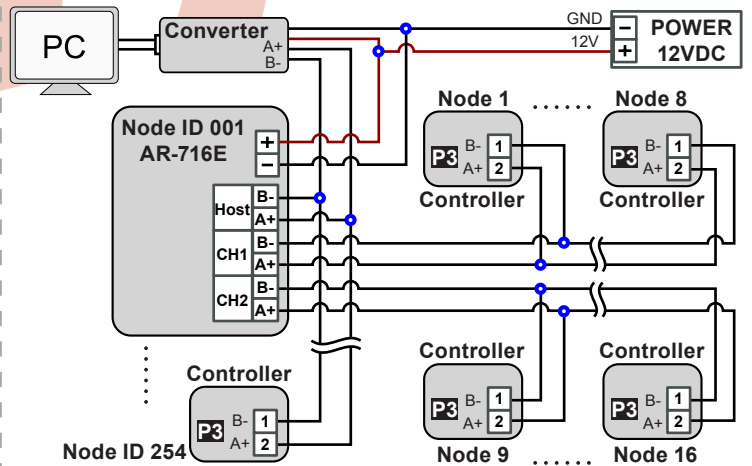 PC
Converter
A+
B-
GND
12V
− POWER
+ 12VDC
Node ID 001
AR-716E
+
−
Host B-
A+
CH1 B-
A+
CH2 B-
A+
Node 1 ...... Node 8
P3 B- 1
A+ 2
Controller
P3 B- 1
A+ 2
Controller
Controller
P3 B- 1
A+ 2
Node ID 254
Controller
P3 B- 1
A+ 2
Node 9
Controller
P3 B- 1
A+ 2
...... Node 16